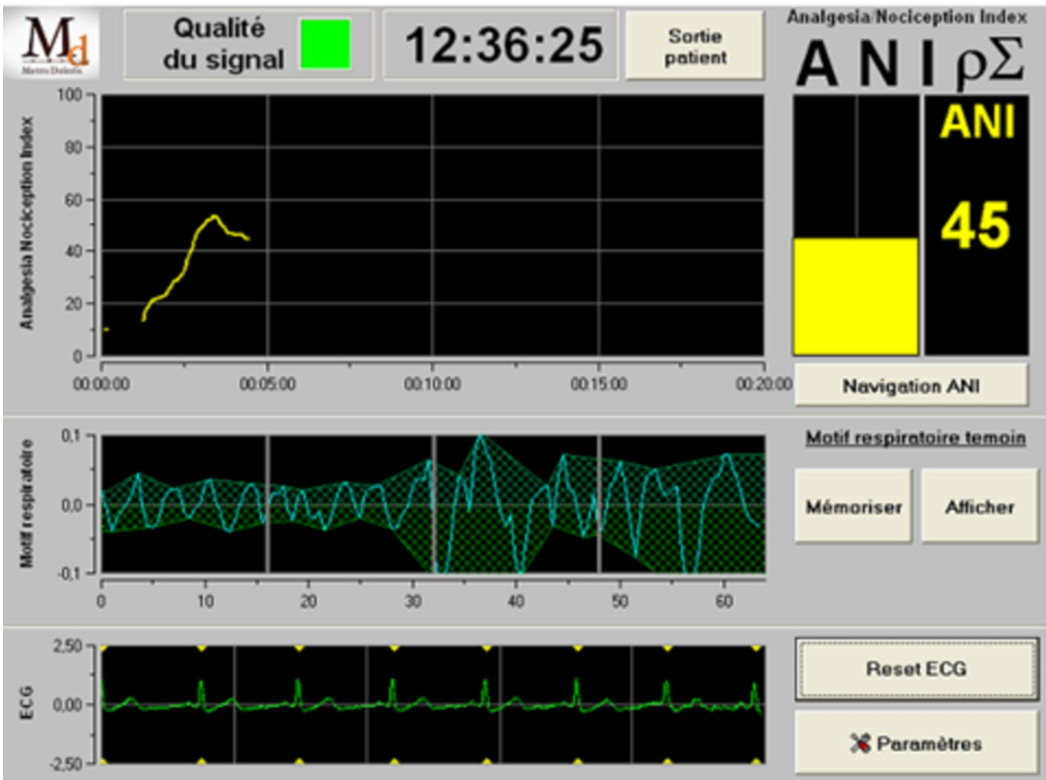 Md
Metro Doloris
Qualité
du signal
12:36:25
Sortie
patient
Analgesia/Nociception Index
ANI ρΣ
Analgesia Nociception Index
100
80
60
40
20
0
00:00:00
00:05:00
00:10:00
00:15:00
00:20:00
ANI
45
Navigation ANI
Motif respiratoire
0,1
0,0
-0,1
0
10
20
30
40
50
60
Motif respiratoire temoin
Mémoriser
Afficher
ECG
2,50
0,00
-2,50
Reset ECG
Paramètres